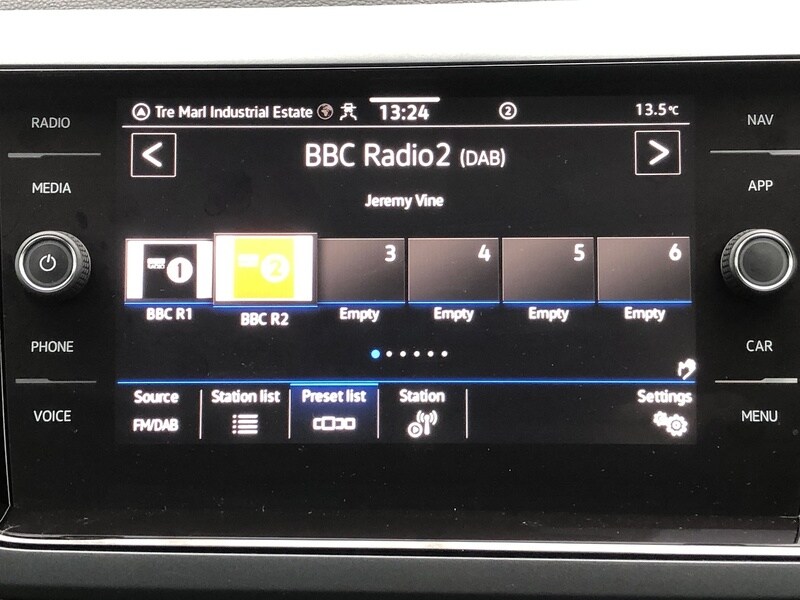 RADIO
MEDIA
PHONE
VOICE
Tre Marl Industrial Estate 13:24 2 13.5°C
< BBC Radio2 (DAB) >
Jeremy Vine
1 2 3 4 5 6
BBC R1 BBC R2 Empty Empty Empty Empty
Source Station list Preset list Station Settings
FM/DAB
NAV
APP
CAR
MENU